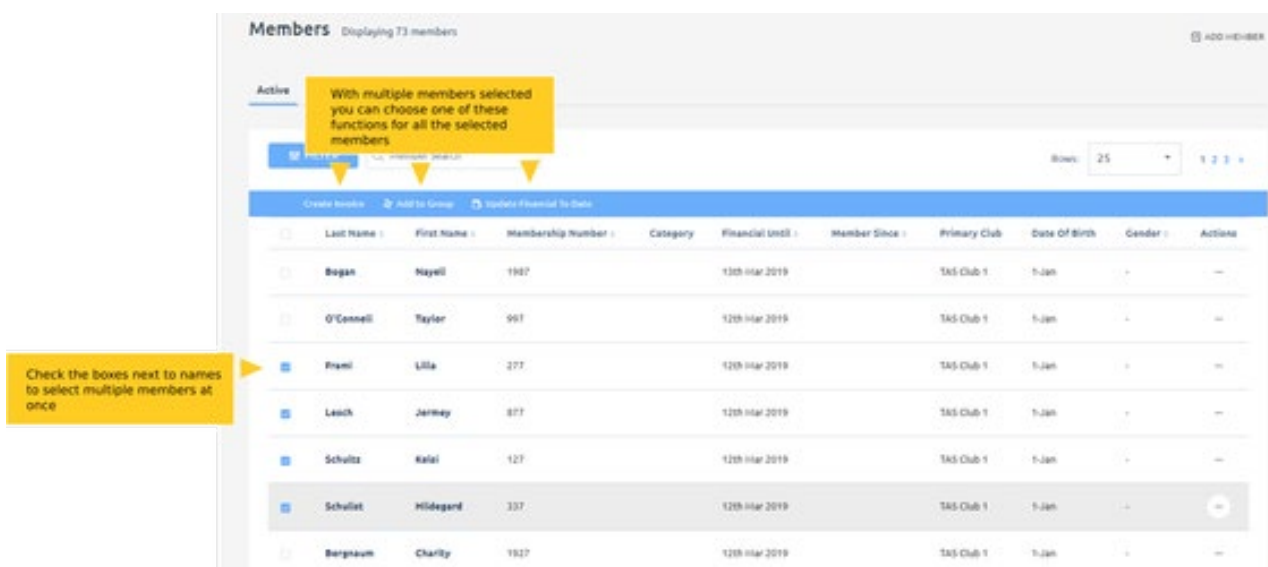 Members Displaying 73 members
ADD MEMBER
Active
With multiple members selected
you can choose one of these
functions for all the selected
members
Member Search
Rows: 25
1 2 3 »
Create Invoice Add to Group Update Financial To Date
Last Name First Name Membership Number Category Financial Until Member Since Primary Club Date Of Birth Gender Actions
Bogan Nayeli 1987 13th Mar 2019 TAS Club 1 1-Jan - ...
O'Connell Taylor 997 12th Mar 2019 TAS Club 1 1-Jan - ...
Check the boxes next to names
to select multiple members at
once
Frami Lilla 277 12th Mar 2019 TAS Club 1 1-Jan - ...
Leach Jermey 877 12th Mar 2019 TAS Club 1 1-Jan - ...
Schultz Kalai 127 12th Mar 2019 TAS Club 1 1-Jan - ...
Schulist Hildegard 337 12th Mar 2019 TAS Club 1 1-Jan - ...
Bergnaum Charity 1927 12th Mar 2019 TAS Club 1 1-Jan - ...